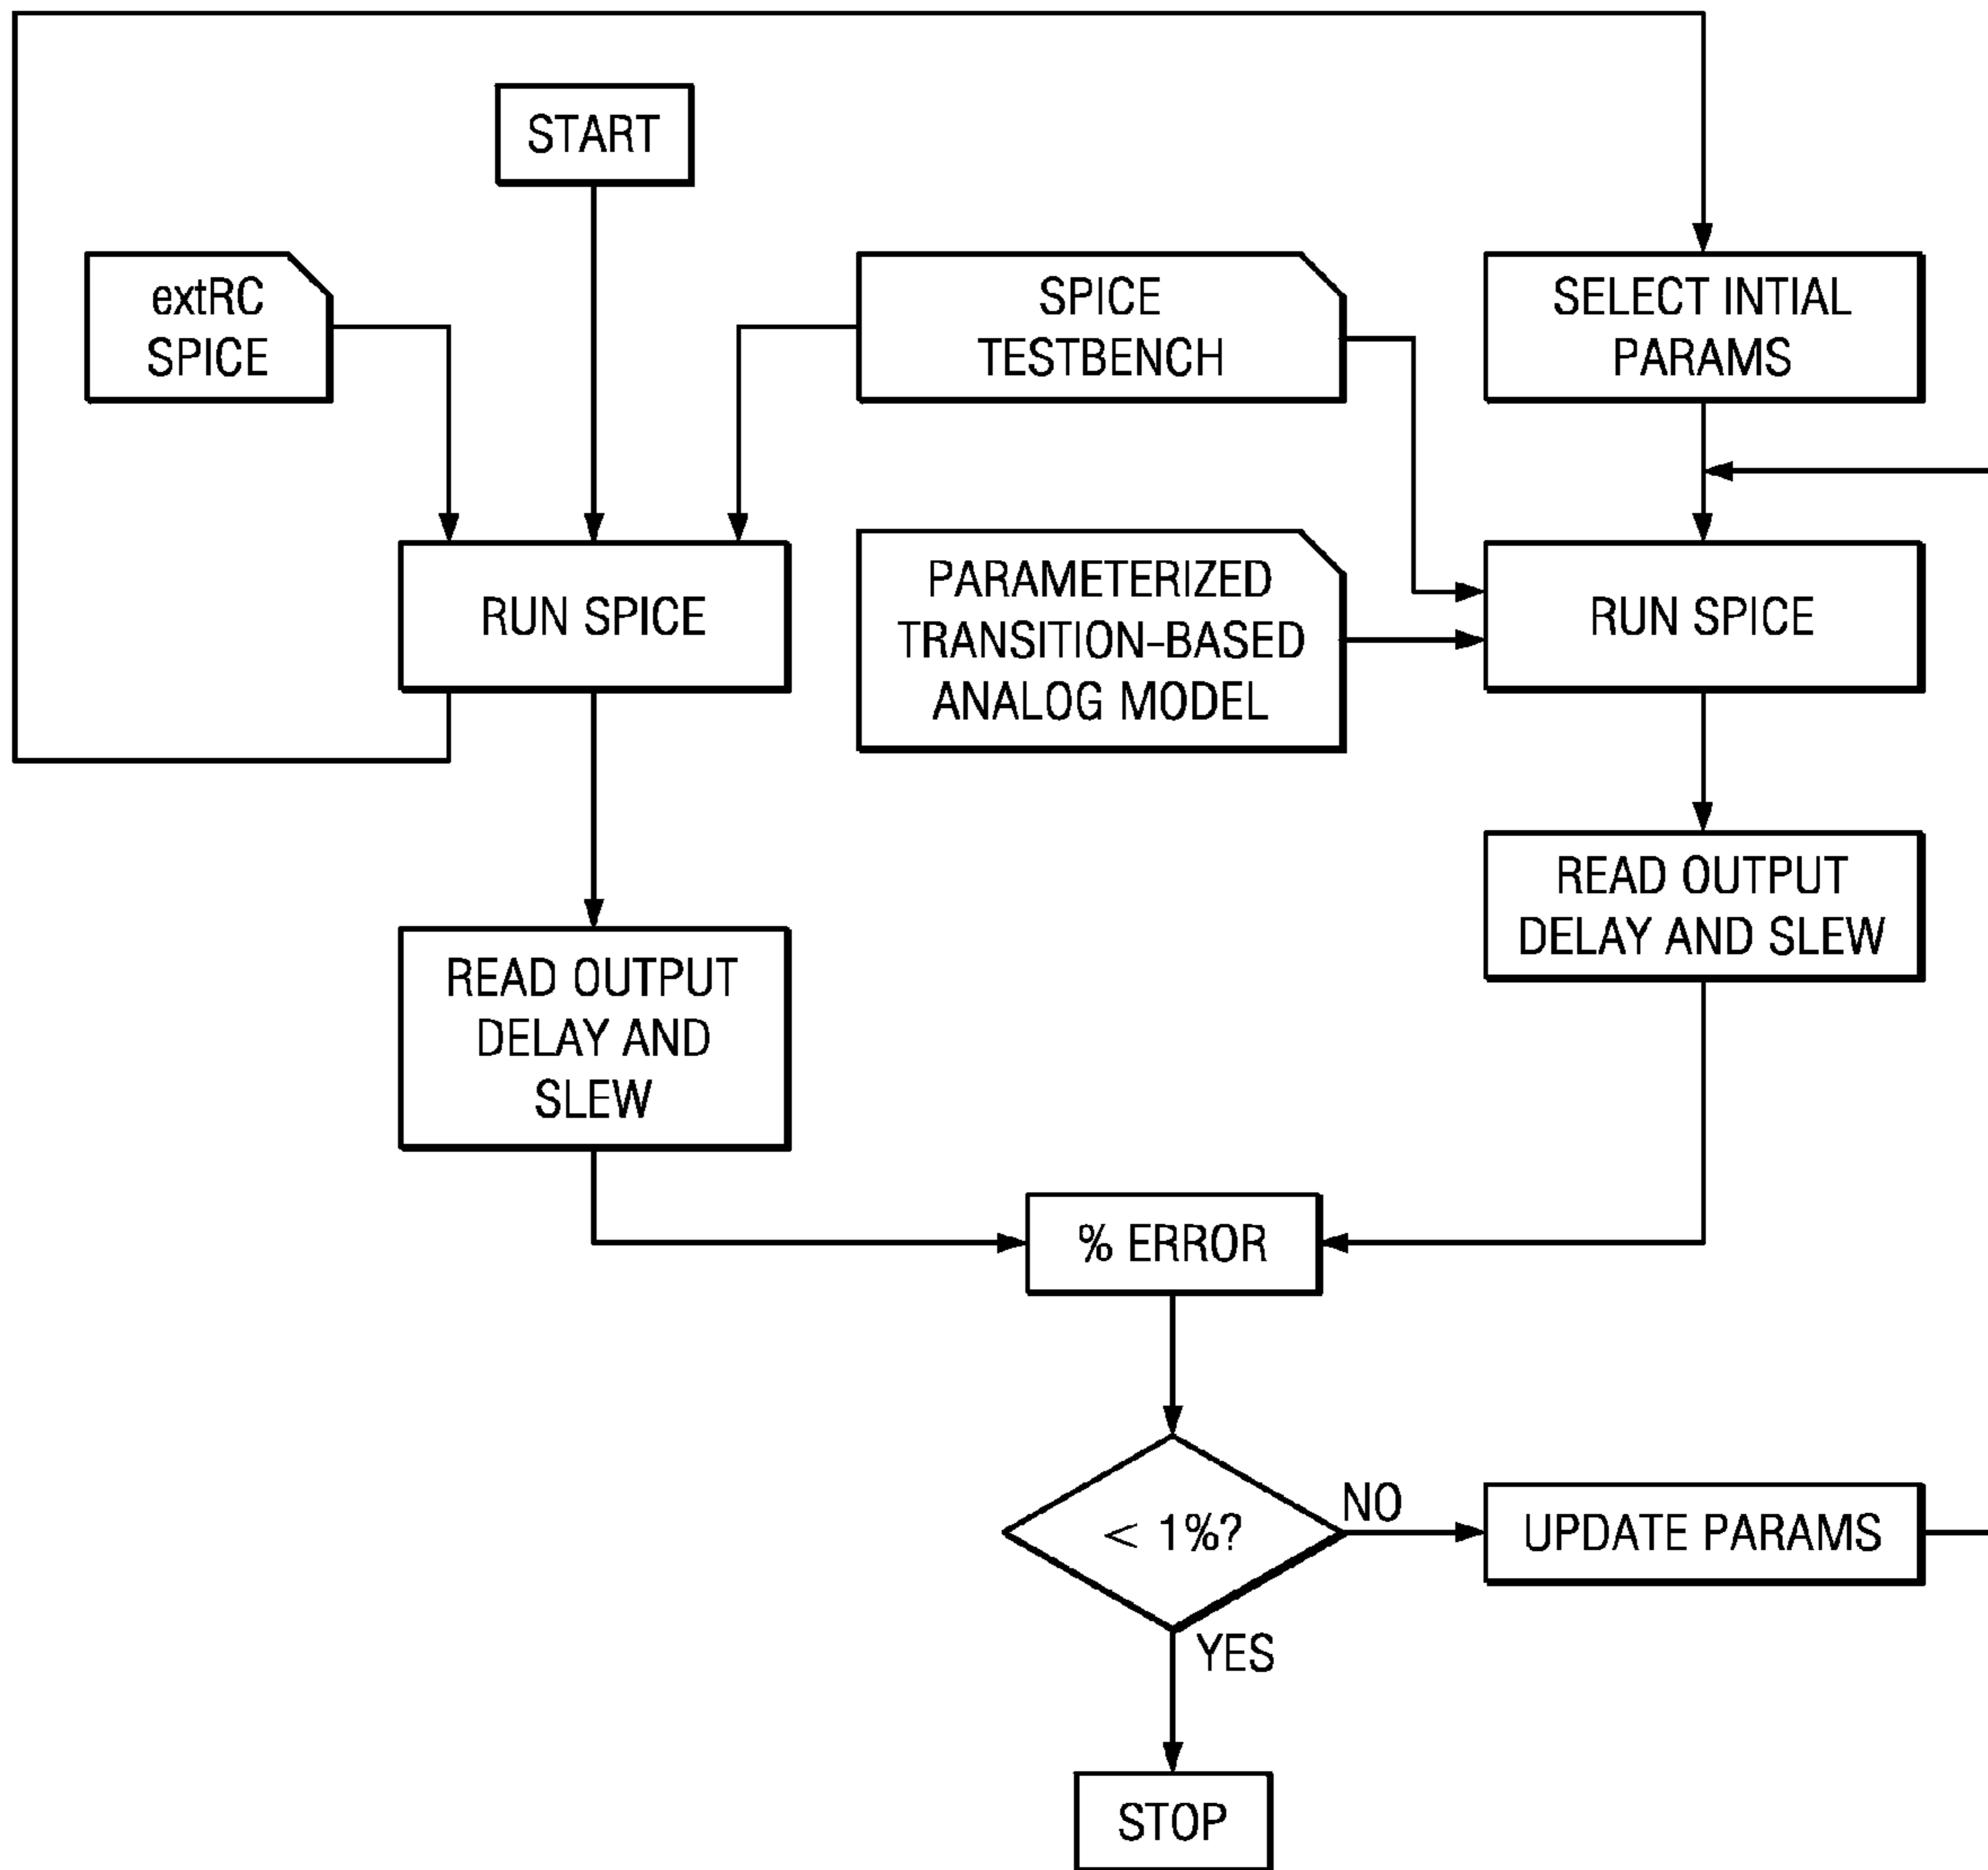 START
extRC
SPICE
SPICE
TESTBENCH
SELECT INTIAL
PARAMS
RUN SPICE
PARAMETERIZED
TRANSITION-BASED
ANALOG MODEL
RUN SPICE
READ OUTPUT
DELAY AND SLEW
READ OUTPUT
DELAY AND
SLEW
% ERROR
< 1%?
NO
UPDATE PARAMS
YES
STOP